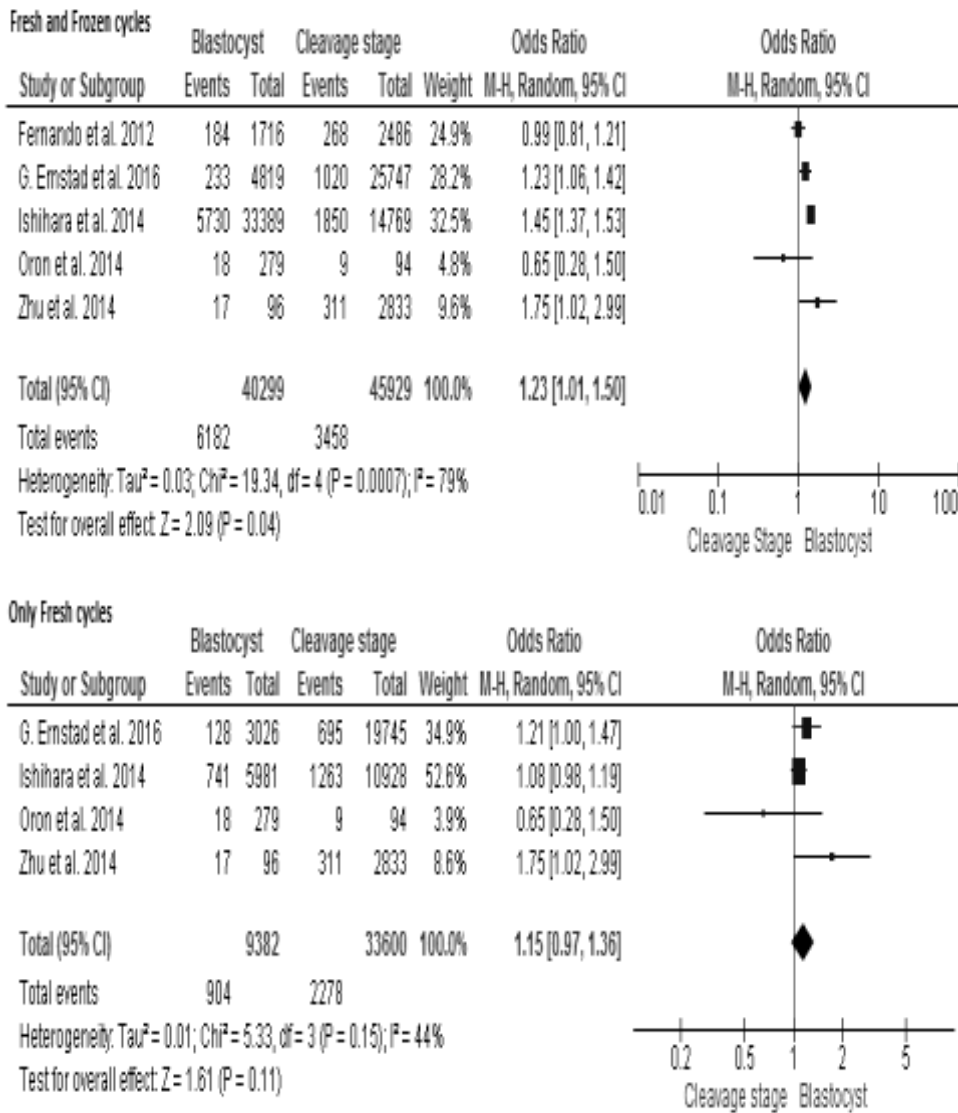 Fresh and Frozen cycles
Blastocyst Cleavage stage Odds Ratio Odds Ratio
Study or Subgroup Events Total Events Total Weight M-H, Random, 95% CI M-H, Random, 95% CI
Fernando et al. 2012 184 1716 268 2486 24.9% 0.99 [0.81, 1.21]
G. Ernstad et al. 2016 233 4819 1020 25747 28.2% 1.23 [1.06, 1.42]
Ishihara et al. 2014 5730 33389 1850 14769 32.5% 1.45 [1.37, 1.53]
Oron et al. 2014 18 279 9 94 4.8% 0.65 [0.28, 1.50]
Zhu et al. 2014 17 96 311 2833 9.6% 1.75 [1.02, 2.99]
Total (95% CI) 40299 45929 100.0% 1.23 [1.01, 1.50]
Total events 6182 3458
Heterogeneity: Tau² = 0.03; Chi² = 19.34, df = 4 (P = 0.0007); I² = 79%
Test for overall effect: Z = 2.09 (P = 0.04)
0.01 0.1 1 10 100
Cleavage Stage Blastocyst
Only Fresh cycles
Blastocyst Cleavage stage Odds Ratio Odds Ratio
Study or Subgroup Events Total Events Total Weight M-H, Random, 95% CI M-H, Random, 95% CI
G. Ernstad et al. 2016 128 3026 695 19745 34.9% 1.21 [1.00, 1.47]
Ishihara et al. 2014 741 5981 1263 10928 52.6% 1.08 [0.98, 1.19]
Oron et al. 2014 18 279 9 94 3.9% 0.65 [0.28, 1.50]
Zhu et al. 2014 17 96 311 2833 8.6% 1.75 [1.02, 2.99]
Total (95% CI) 9382 33600 100.0% 1.15 [0.97, 1.36]
Total events 904 2278
Heterogeneity: Tau² = 0.01; Chi² = 5.33, df = 3 (P = 0.15); I² = 44%
Test for overall effect: Z = 1.61 (P = 0.11)
0.2 0.5 1 2 5
Cleavage stage Blastocyst